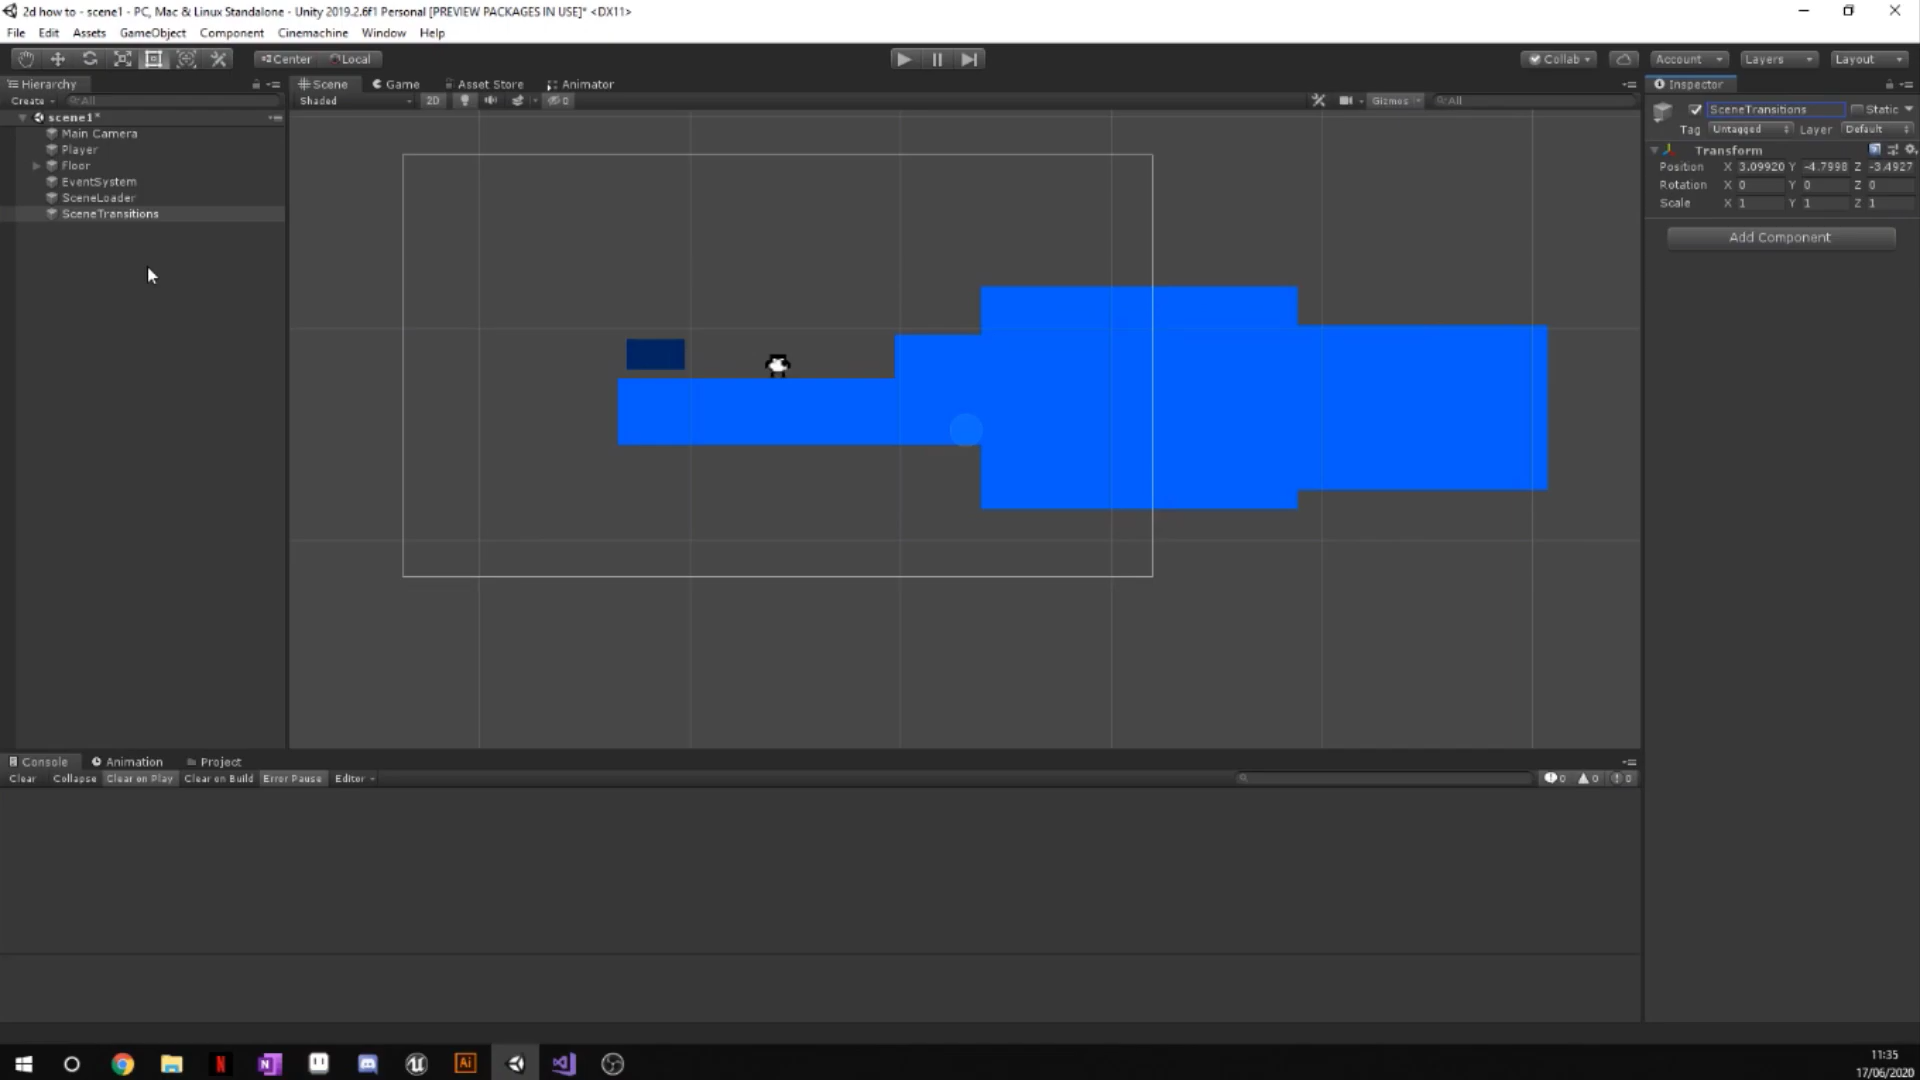 2d how to - scene1 - PC, Mac & Linux Standalone - Unity 2019.2.6f1 Personal [PREVIEW PACKAGES IN USE]* <DX11>
File Edit Assets GameObject Component Cinemachine Window Help
Center Local Collab Account Layers Layout
Hierarchy Scene Game Asset Store Animator Inspector
Create All Shaded 2D 0 Gizmos All
SceneTransitions Static
scene1*
Tag Untagged Layer Default
Main Camera
Player
Transform
Floor
Position X 3.09920 Y -4.7998 Z -3.4927
EventSystem
Rotation X 0 Y 0 Z 0
SceneLoader
Scale X 1 Y 1 Z 1
SceneTransitions
Add Component
Console Animation Project
Clear Collapse Clear on Play Clear on Build Error Pause Editor 0 0 0
N Ai
11:35
17/06/2020